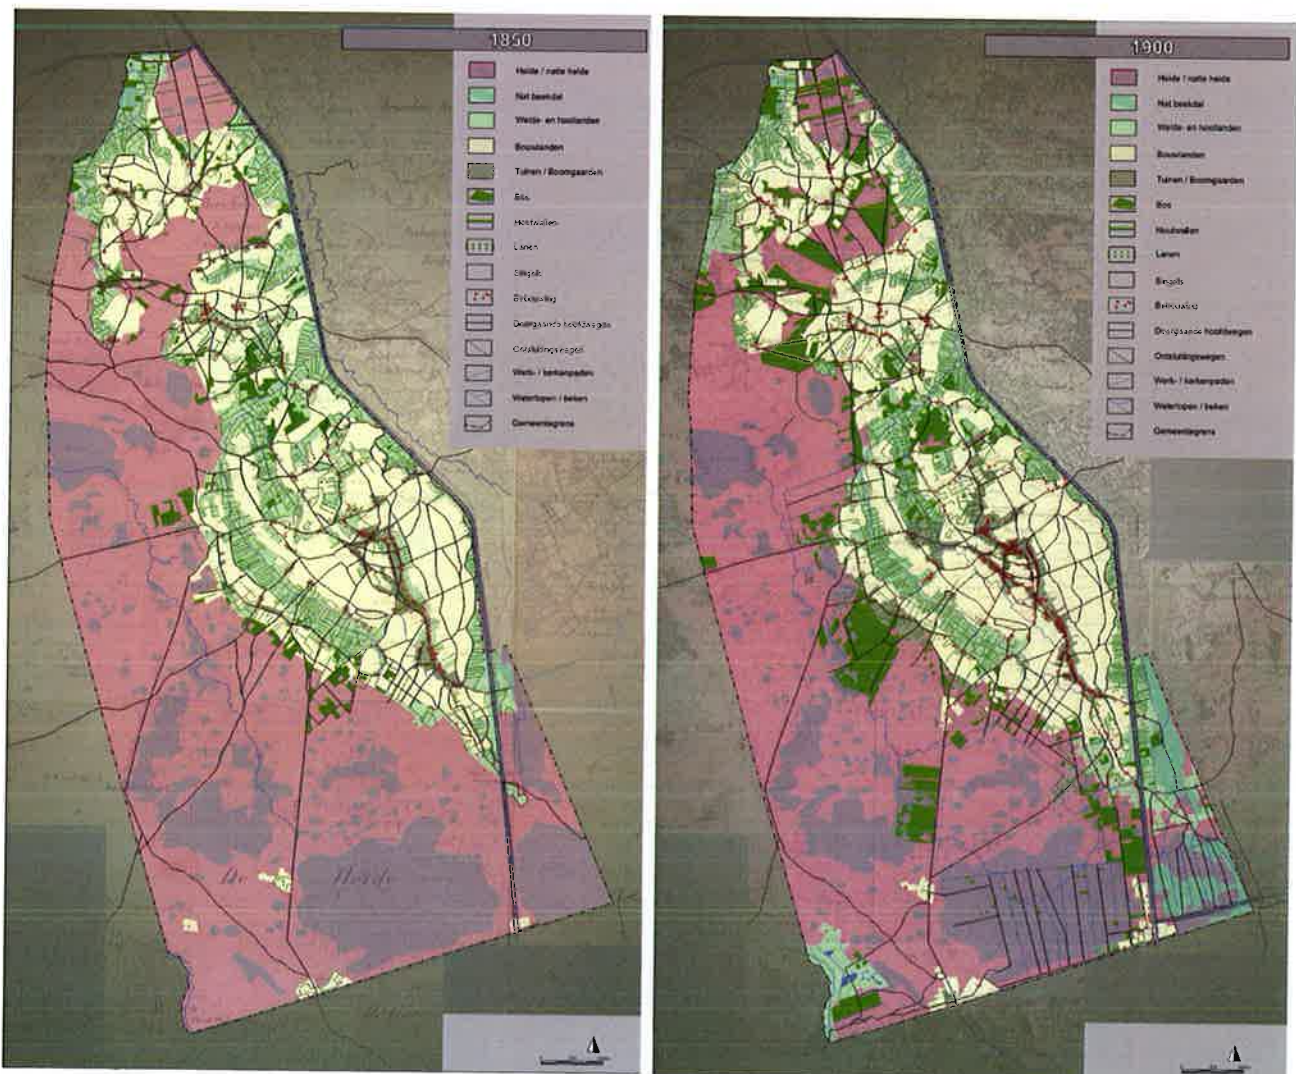 1850
Heide / natte heide
Nat beekdal
Weide- en hooilanden
Bouwlanden
Tuinen / Boomgaarden
Bos
Houtwallen
Lanen
Singels
Bebouwing
Doorgaande hoofdwegen
Ontsluitingswegen
Werk- / kerkenpaden
Waterlopen / beken
Gemeentegrens
De Heide
1900
Heide / natte heide
Nat beekdal
Weide- en hooilanden
Bouwlanden
Tuinen / Boomgaarden
Bos
Houtwallen
Lanen
Singels
Bebouwing
Doorgaande hoofdwegen
Ontsluitingswegen
Werk- / kerkenpaden
Waterlopen / beken
Gemeentegrens